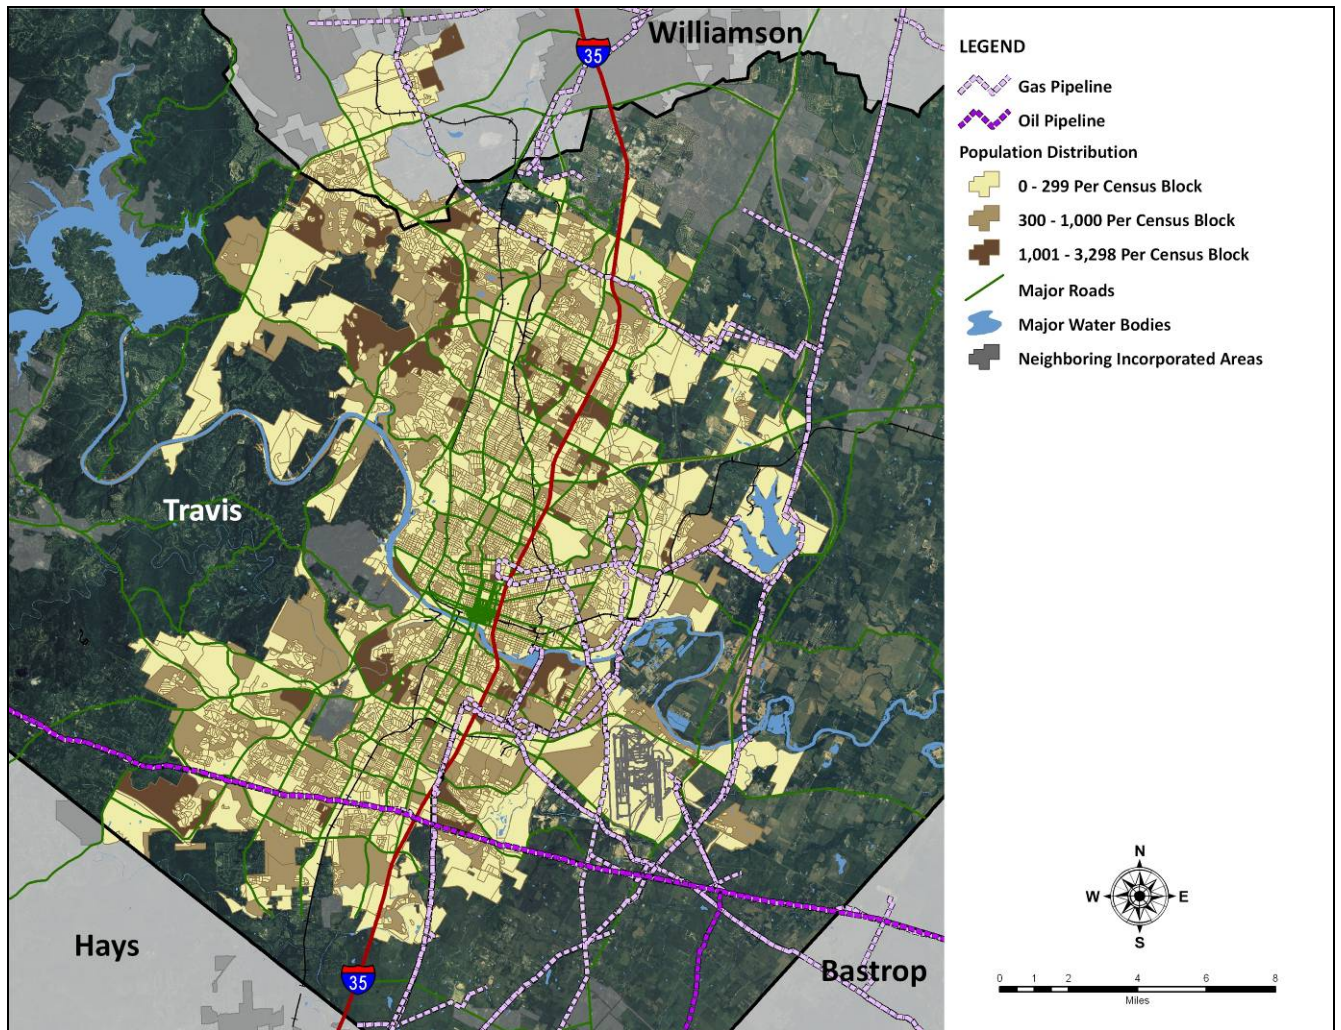 Williamson
35
Travis
Hays
35
Bastrop
LEGEND
Gas Pipeline
Oil Pipeline
Population Distribution
0 - 299 Per Census Block
300 - 1,000 Per Census Block
1,001 - 3,298 Per Census Block
Major Roads
Major Water Bodies
Neighboring Incorporated Areas
N
W E
S
0 1 2 4 6 8
Miles